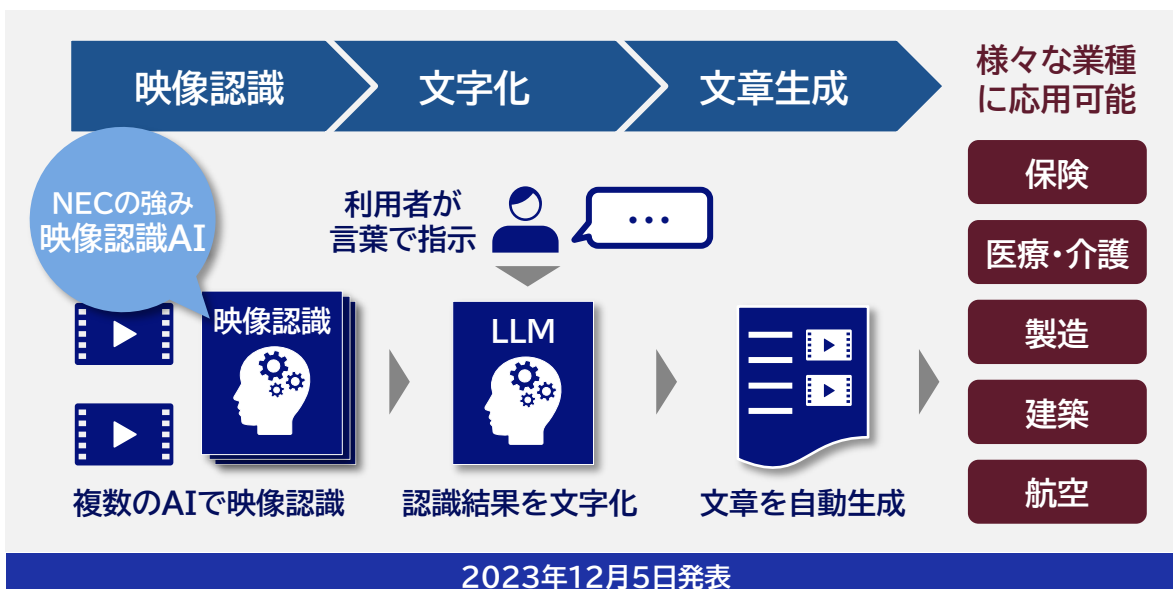 映像認識
文字化
文章生成
様々な業種
に応用可能
NECの強み
映像認識AI
利用者が
言葉で指示
…
映像認識
LLM
複数のAIで映像認識
認識結果を文字化
文章を自動生成
保険
医療・介護
製造
建築
航空
2023年12月5日発表